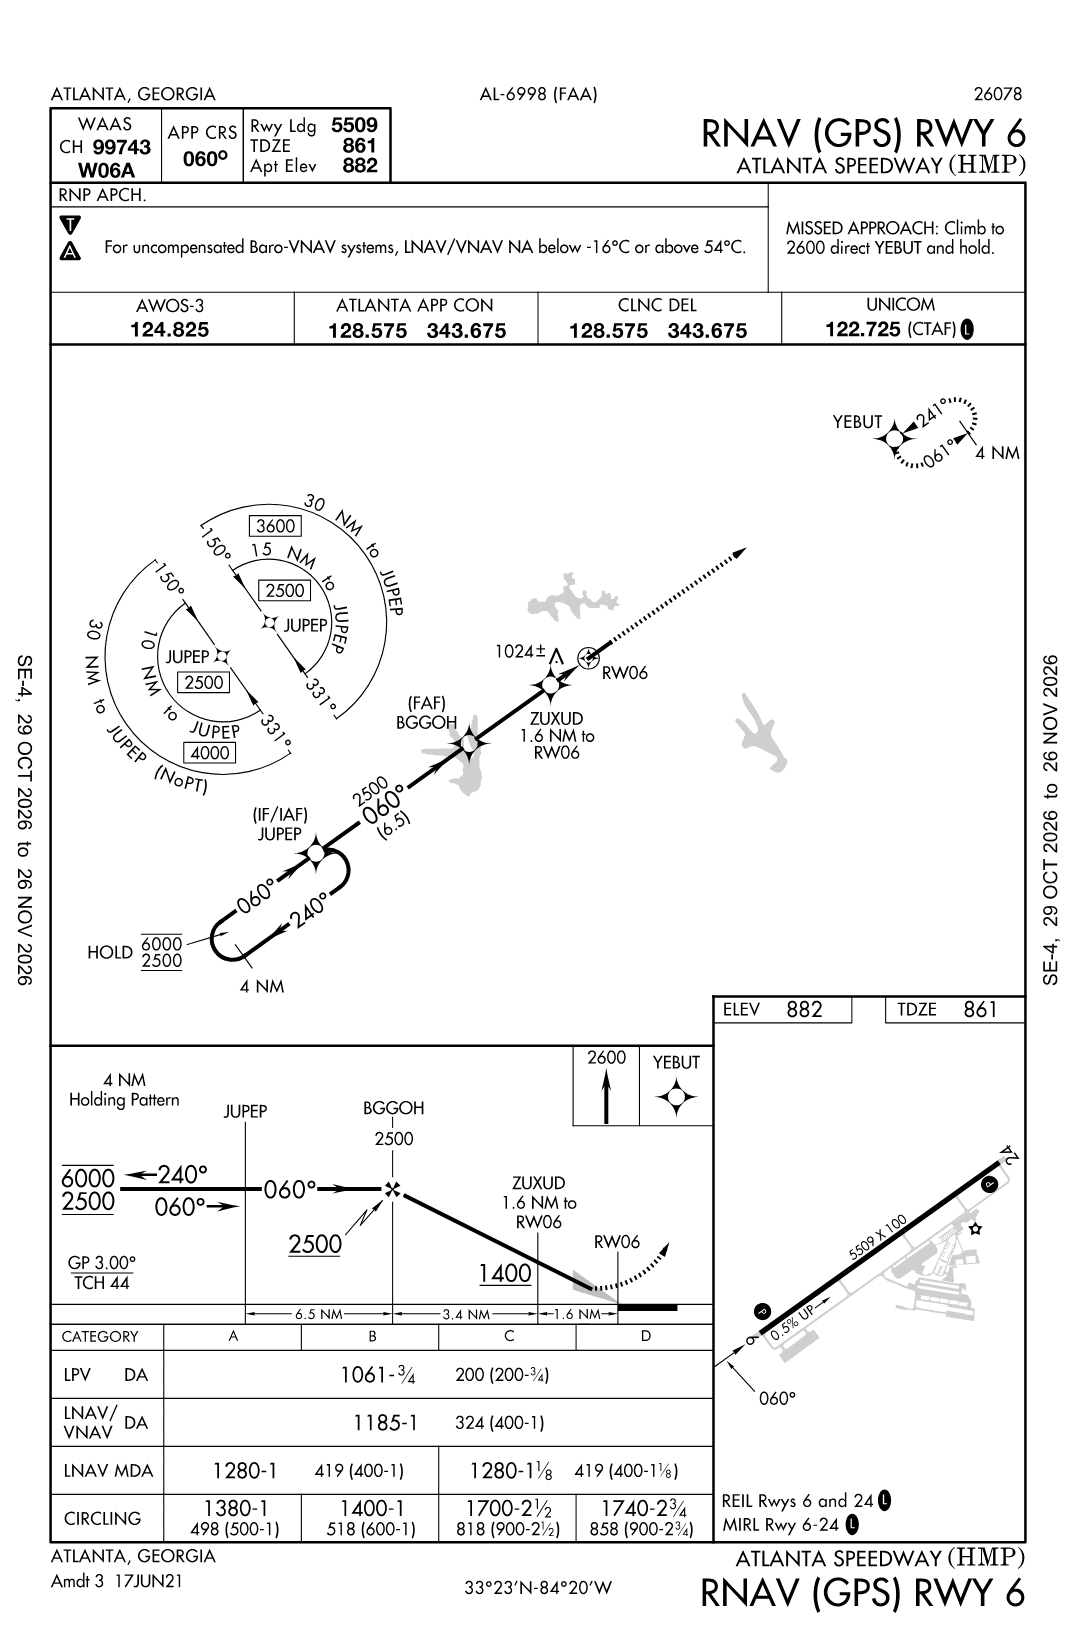 ATLANTA, GEORGIA
AL-6998 (FAA)
26078
WAAS
CH 99743
W06A
APP CRS
060°
Rwy Ldg 5509
TDZE 861
Apt Elev 882
RNAV (GPS) RWY 6
ATLANTA SPEEDWAY (HMP)
RNP APCH.
T
A
For uncompensated Baro-VNAV systems, LNAV/VNAV NA below -16°C or above 54°C.
MISSED APPROACH: Climb to
2600 direct YEBUT and hold.
AWOS-3
124.825
ATLANTA APP CON
128.575 343.675
CLNC DEL
128.575 343.675
UNICOM
122.725 (CTAF) L
YEBUT
241°
061°
4 NM
30 NM to JUPEP
3600
150°
15 NM to JUPEP
2500
JUPEP
331°
150°
30 NM to JUPEP (NoPT)
10 NM to JUPEP
JUPEP
2500
4000
331°
1024±
RW06
(FAF)
BGGOH
ZUXUD
1.6 NM to
RW06
2500
060°
(6.5)
(IF/IAF)
JUPEP
060°
240°
HOLD 6000
2500
4 NM
SE-4, 29 OCT 2026 to 26 NOV 2026
SE-4, 29 OCT 2026 to 26 NOV 2026
ELEV 882
TDZE 861
4 NM
Holding Pattern
JUPEP
BGGOH
2500
2600
YEBUT
6000
2500
240°
060°
060°
2500
ZUXUD
1.6 NM to
RW06
1400
RW06
GP 3.00°
TCH 44
6.5 NM
3.4 NM
1.6 NM
24
P
5509 X 100
P
0.5% UP
6
060°
REIL Rwys 6 and 24 L
MIRL Rwy 6-24 L
CATEGORY A B C D
LPV DA 1061-¾ 200 (200-¾)
LNAV/
VNAV DA 1185-1 324 (400-1)
LNAV MDA 1280-1 419 (400-1) 1280-1⅛ 419 (400-1⅛)
CIRCLING 1380-1 1400-1 1700-2½ 1740-2¾
498 (500-1) 518 (600-1) 818 (900-2½) 858 (900-2¾)
ATLANTA, GEORGIA
Amdt 3 17JUN21
33°23'N-84°20'W
ATLANTA SPEEDWAY (HMP)
RNAV (GPS) RWY 6